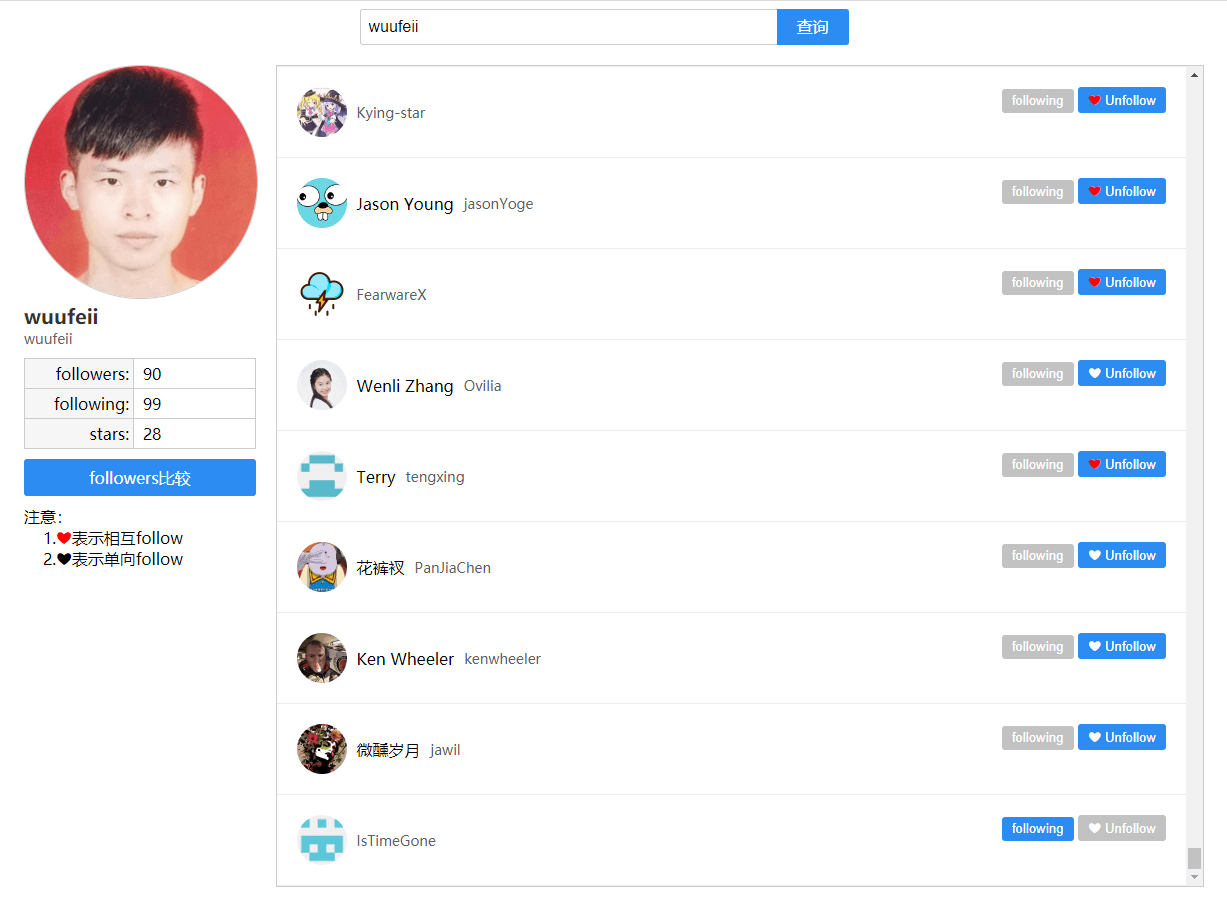 wuufeii 查询
wuufeii
wuufeii
followers: 90
following: 99
stars: 28
followers比较
注意：
1.❤表示相互follow
2.❤表示单向follow
Kying-star following ❤ Unfollow
Jason Young jasonYoge following ❤ Unfollow
FearwareX following ❤ Unfollow
Wenli Zhang Ovilia following ❤ Unfollow
Terry tengxing following ❤ Unfollow
花裤衩 PanJiaChen following ❤ Unfollow
Ken Wheeler kenwheeler following ❤ Unfollow
微醺岁月 jawil following ❤ Unfollow
IsTimeGone following ❤ Unfollow